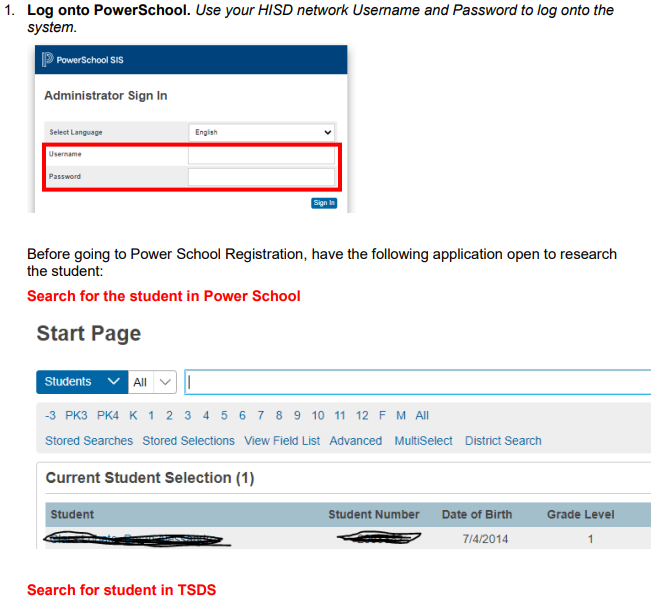 1. Log onto PowerSchool. Use your HISD network Username and Password to log onto the
system.
PowerSchool SIS
Administrator Sign In
Select Language English
Username
Password
Sign In
Before going to Power School Registration, have the following application open to research
the student:
Search for the student in Power School
Start Page
Students All
-3 PK3 PK4 K 1 2 3 4 5 6 7 8 9 10 11 12 F M All
Stored Searches Stored Selections View Field List Advanced MultiSelect District Search
Current Student Selection (1)
Student Student Number Date of Birth Grade Level
7/4/2014 1
Search for student in TSDS